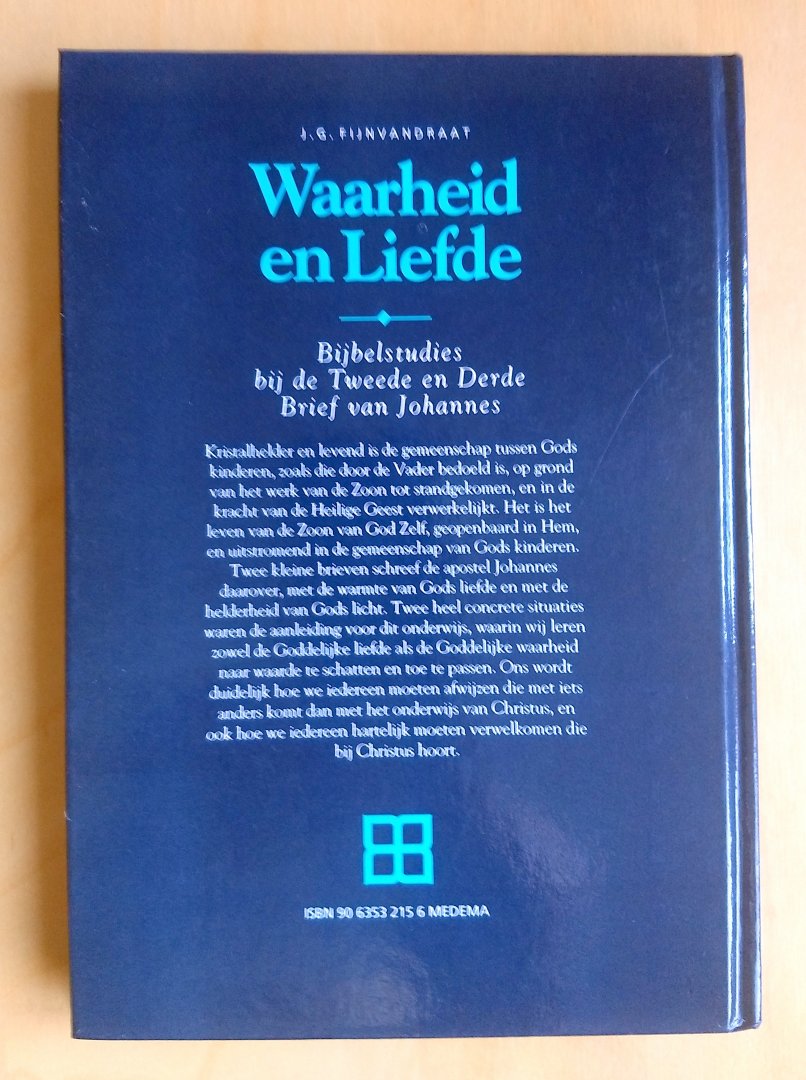 J.G. FIJNVANDRAAT
Waarheid
en Liefde
Bijbelstudies
bij de Tweede en Derde
Brief van Johannes
Kristalhelder en levend is de gemeenschap tussen Gods
kinderen, zoals die door de Vader bedoeld is, op grond
van het werk van de Zoon tot standgekomen, en in de
kracht van de Heilige Geest verwerkelijkt. Het is het
leven van de Zoon van God Zelf, geopenbaard in Hem,
en uitstromend in de gemeenschap van Gods kinderen.
Twee kleine brieven schreef de apostel Johannes
daarover, met de warmte van Gods liefde en met de
helderheid van Gods licht. Twee heel concrete situaties
waren de aanleiding voor dit onderwijs, waarin wij leren
zowel de Goddelijke liefde als de Goddelijke waarheid
naar waarde te schatten en toe te passen. Ons wordt
duidelijk hoe we iedereen moeten afwijzen die met iets
anders komt dan met het onderwijs van Christus, en
ook hoe we iedereen hartelijk moeten verwelkomen die
bij Christus hoort.
ISBN 90 6353 215 6 MEDEMA